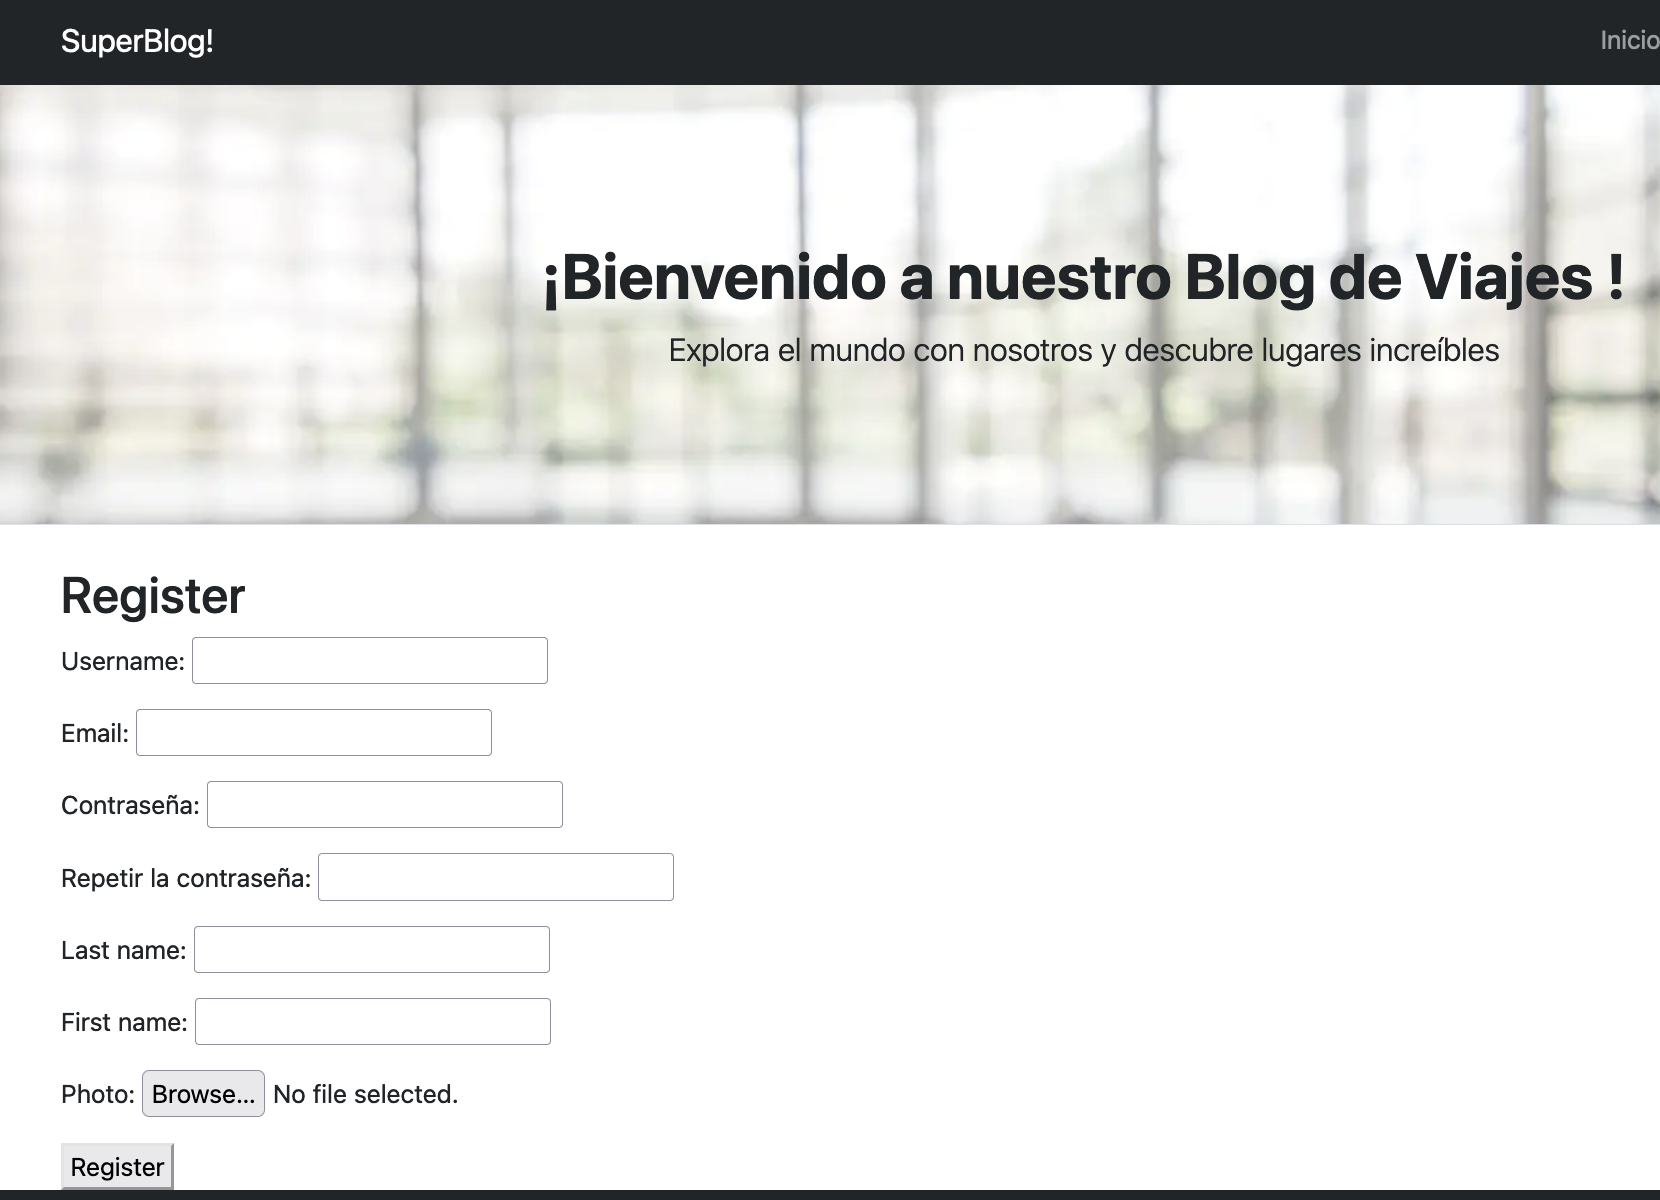 SuperBlog!
Inicio
¡Bienvenido a nuestro Blog de Viajes !
Explora el mundo con nosotros y descubre lugares increíbles
Register
Username:
Email:
Contraseña:
Repetir la contraseña:
Last name:
First name:
Photo: Browse... No file selected.
Register